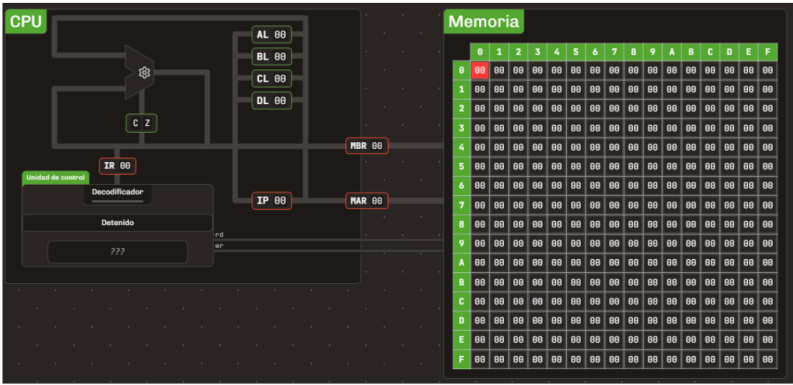 CPU
AL 00
BL 00
CL 00
DL 00
C Z
MBR 00
IR 00
Unidad de control
Decodificador
IP 00
MAR 00
Detenido
rd
wr
???
Memoria
0 1 2 3 4 5 6 7 8 9 A B C D E F
0 00 00 00 00 00 00 00 00 00 00 00 00 00 00 00 00
1 00 00 00 00 00 00 00 00 00 00 00 00 00 00 00 00
2 00 00 00 00 00 00 00 00 00 00 00 00 00 00 00 00
3 00 00 00 00 00 00 00 00 00 00 00 00 00 00 00 00
4 00 00 00 00 00 00 00 00 00 00 00 00 00 00 00 00
5 00 00 00 00 00 00 00 00 00 00 00 00 00 00 00 00
6 00 00 00 00 00 00 00 00 00 00 00 00 00 00 00 00
7 00 00 00 00 00 00 00 00 00 00 00 00 00 00 00 00
8 00 00 00 00 00 00 00 00 00 00 00 00 00 00 00 00
9 00 00 00 00 00 00 00 00 00 00 00 00 00 00 00 00
A 00 00 00 00 00 00 00 00 00 00 00 00 00 00 00 00
B 00 00 00 00 00 00 00 00 00 00 00 00 00 00 00 00
C 00 00 00 00 00 00 00 00 00 00 00 00 00 00 00 00
D 00 00 00 00 00 00 00 00 00 00 00 00 00 00 00 00
E 00 00 00 00 00 00 00 00 00 00 00 00 00 00 00 00
F 00 00 00 00 00 00 00 00 00 00 00 00 00 00 00 00